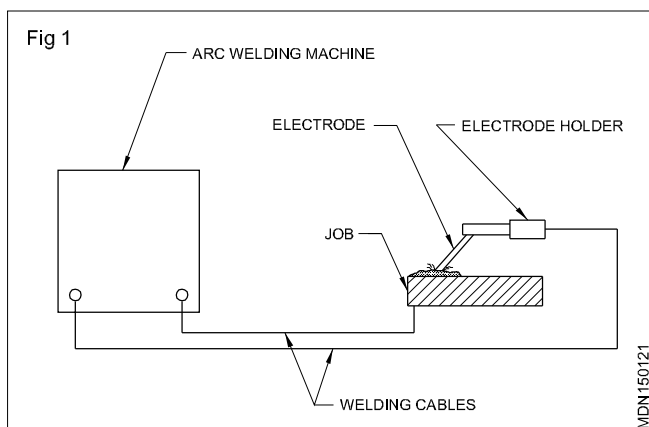 Fig 1
ARC WELDING MACHINE
ELECTRODE
ELECTRODE HOLDER
JOB
WELDING CABLES
MDN150121